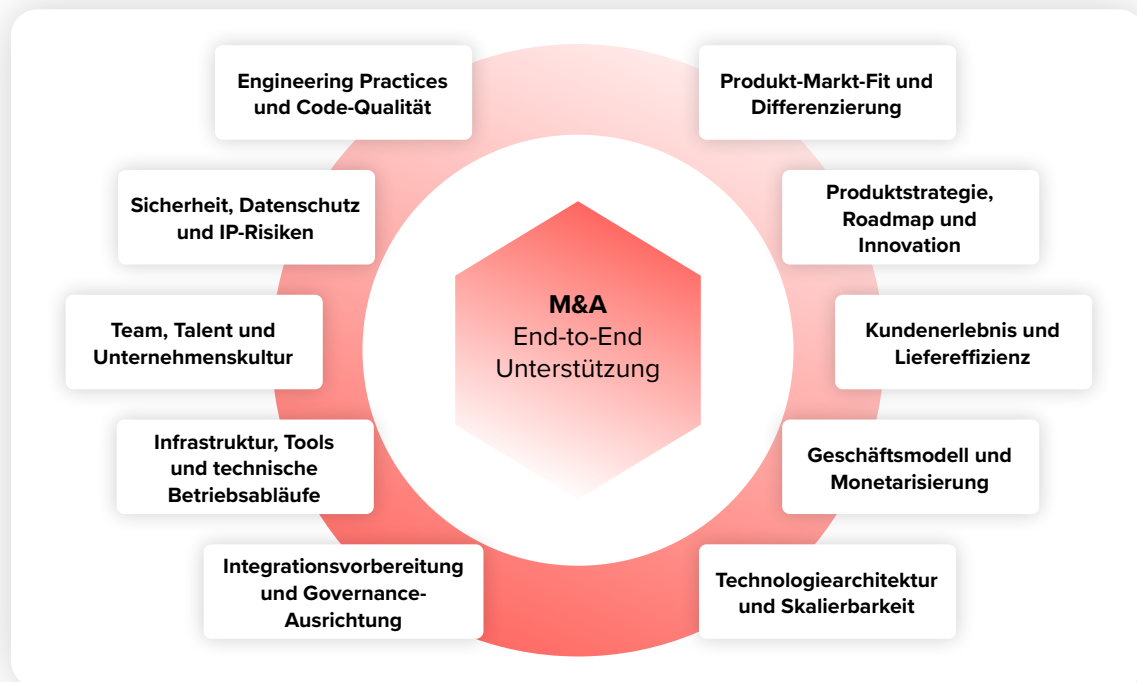 Engineering Practices
und Code-Qualität
Produkt-Markt-Fit und
Differenzierung
Sicherheit, Datenschutz
und IP-Risiken
Produktstrategie,
Roadmap und
Innovation
M&A
End-to-End
Unterstützung
Team, Talent und
Unternehmenskultur
Kundenerlebnis und
Liefereffizienz
Infrastruktur, Tools
und technische
Betriebsabläufe
Geschäftsmodell und
Monetarisierung
Integrationsvorbereitung
und Governance-
Ausrichtung
Technologiearchitektur
und Skalierbarkeit